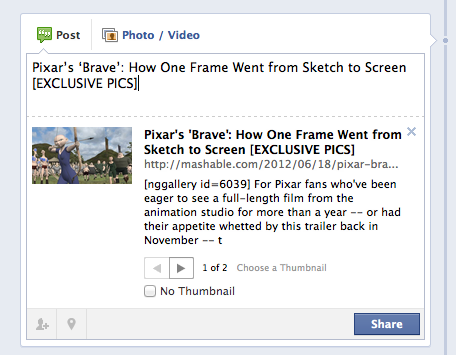 Post Photo / Video
Pixar's 'Brave': How One Frame Went from Sketch to Screen
[EXCLUSIVE PICS]
Pixar's 'Brave': How One Frame Went from
Sketch to Screen [EXCLUSIVE PICS]
http://mashable.com/2012/06/18/pixar-bra...
[nggallery id=6039] For Pixar fans who've been
eager to see a full-length film from the
animation studio for more than a year -- or had
their appetite whetted by this trailer back in
November -- t
1 of 2 Choose a Thumbnail
No Thumbnail
Share